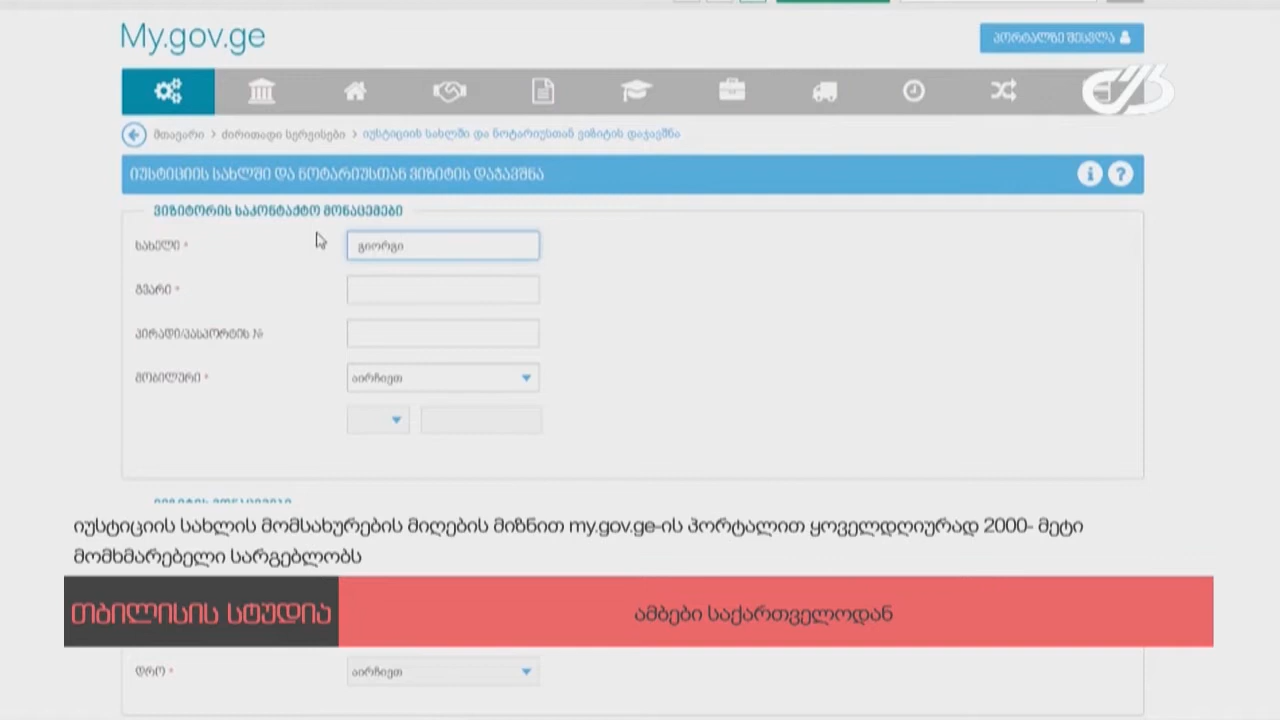 My.gov.ge
პორტალზე შესვლა
მთავარი > ძირითადი სერვისები > იუსტიციის სახლში და ნოტარიუსთან ვიზიტის დაჯავშნა
იუსტიციის სახლში და ნოტარიუსთან ვიზიტის დაჯავშნა
ვიზიტორის საკონტაქტო მონაცემები
სახელი *
გიორგი
გვარი *
პირადი/პასპორტის №
მობილური *
აირჩიეთ
იუსტიციის სახლის მომსახურების მიღების მიზნით my.gov.ge-ის პორტალით ყოველდღიურად 2000- მეტი
მომხმარებელი სარგებლობს
თბილისის სტუდია
ამბები საქართველოდან
დრო *
აირჩიეთ